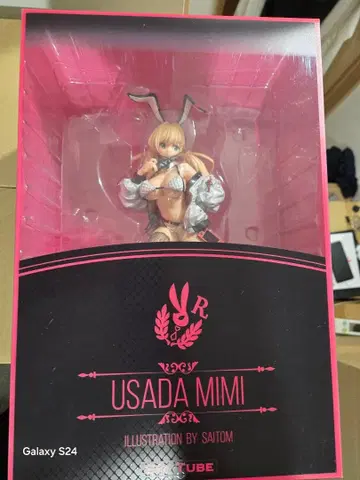 R
&
USADA MIMI
ILLUSTRATION BY SAITOM
TUBE
Galaxy S24